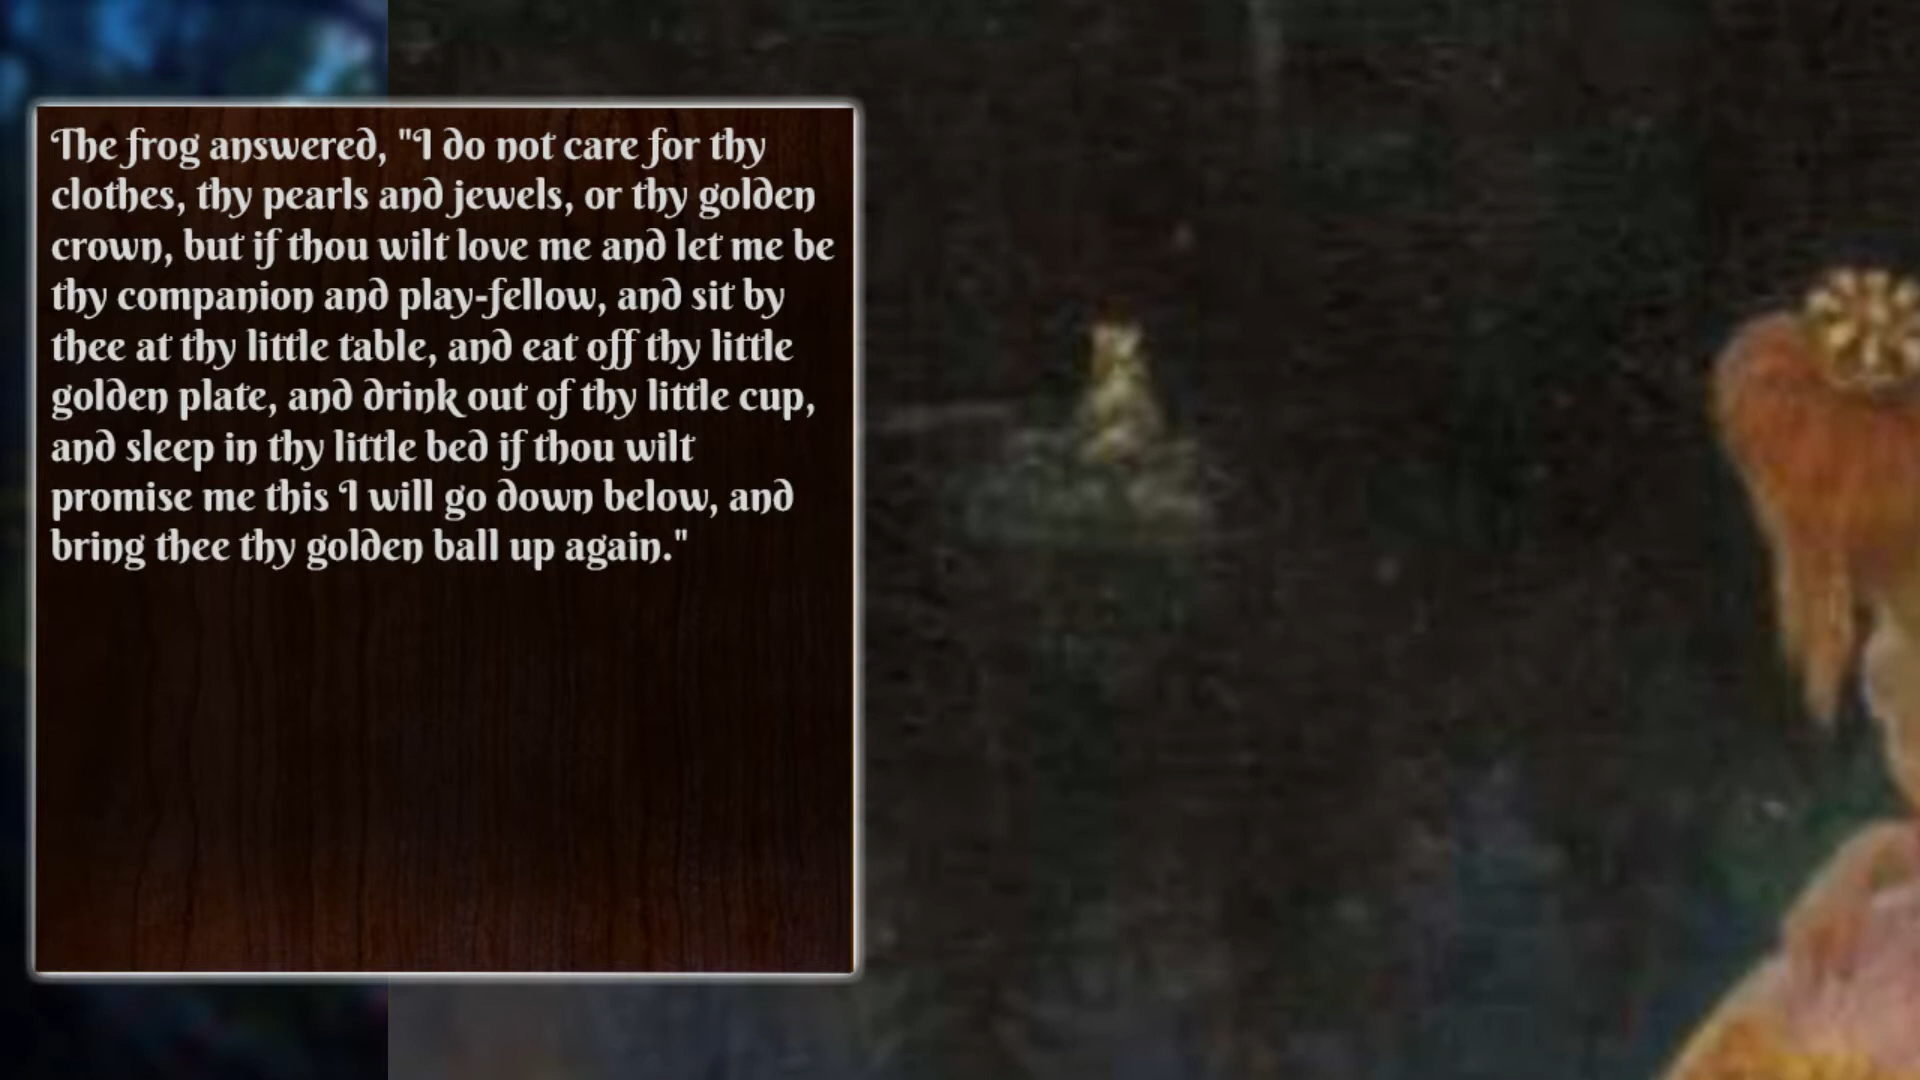 The frog answered, "I do not care for thy
clothes, thy pearls and jewels, or thy golden
crown, but if thou wilt love me and let me be
thy companion and play-fellow, and sit by
thee at thy little table, and eat off thy little
golden plate, and drink out of thy little cup,
and sleep in thy little bed if thou wilt
promise me this I will go down below, and
bring thee thy golden ball up again."